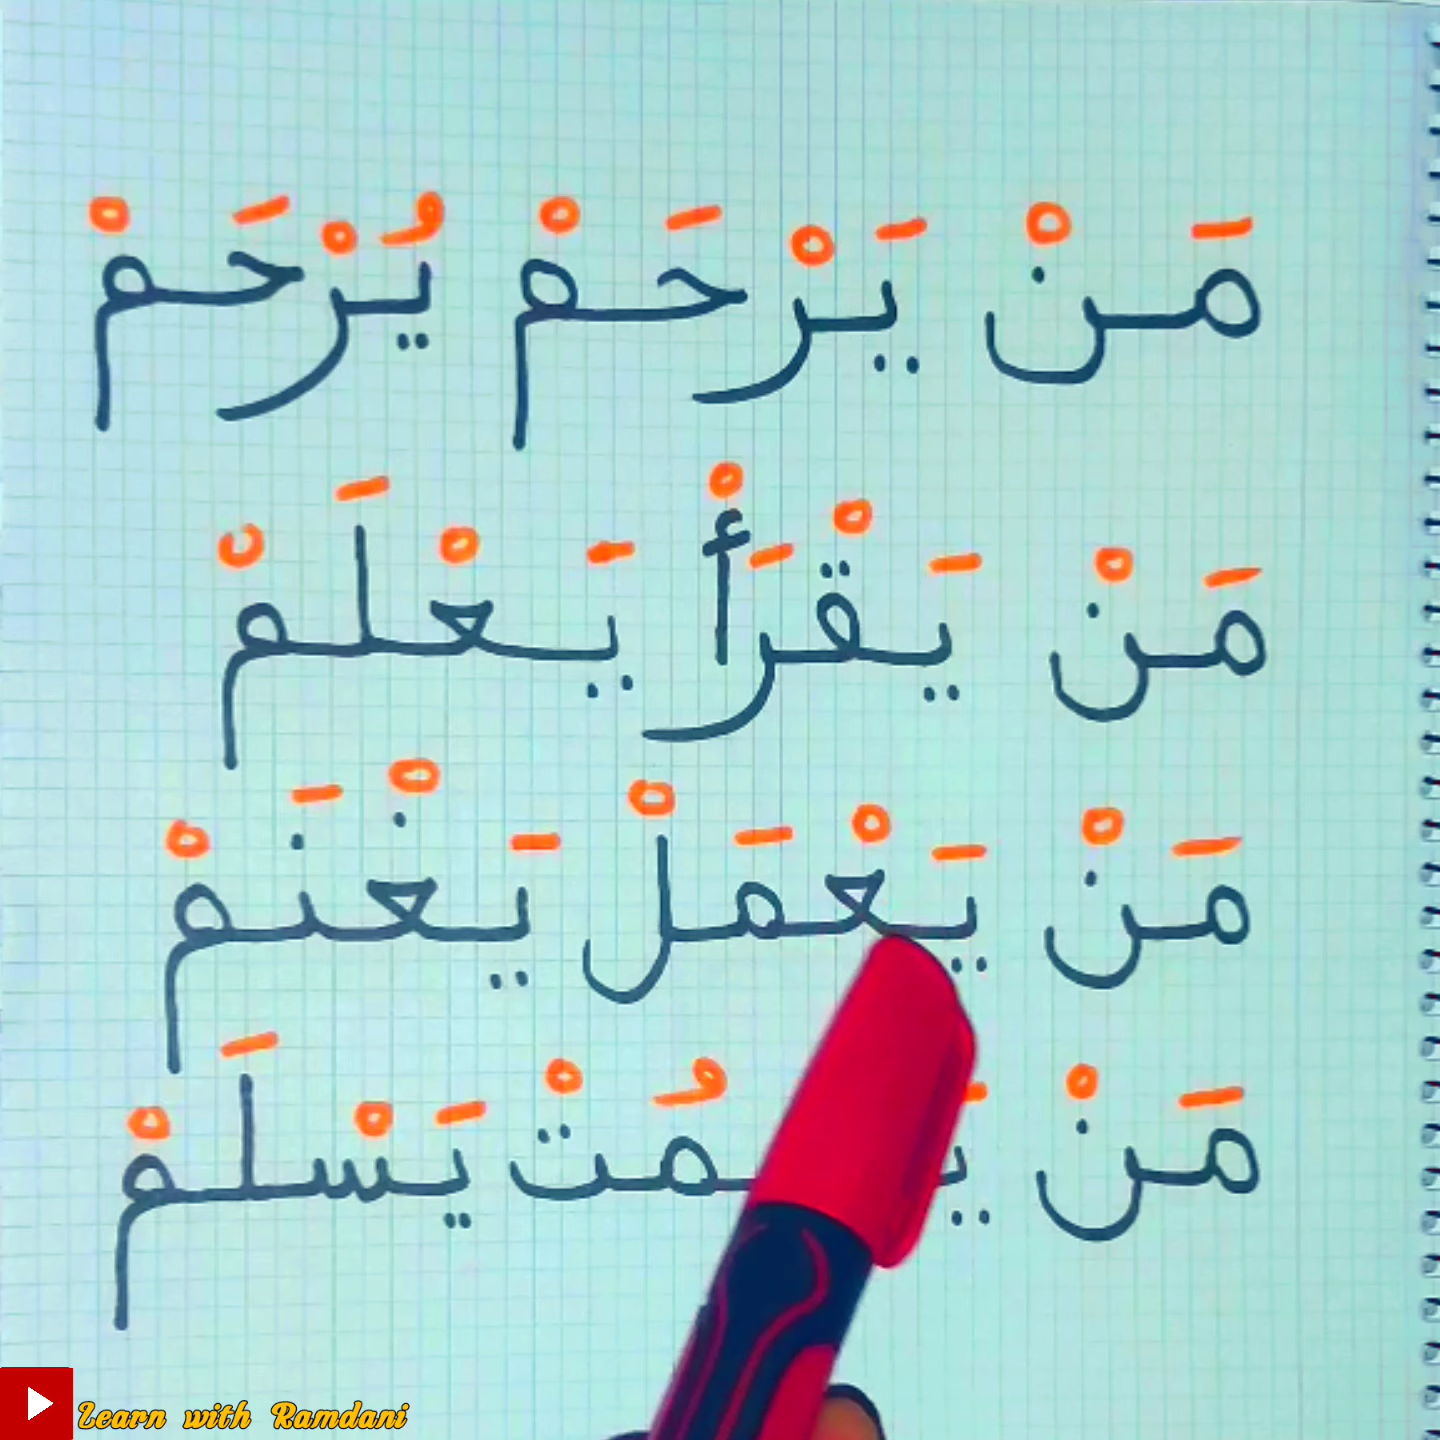 مَنْ يَرْحَمْ يُرْحَمْ
مَنْ يَقْرَأْ يَعْلَمْ
مَنْ يَعْمَلْ يَغْنَمْ
مَنْ يَسْلَمْ
Learn with Ramdani